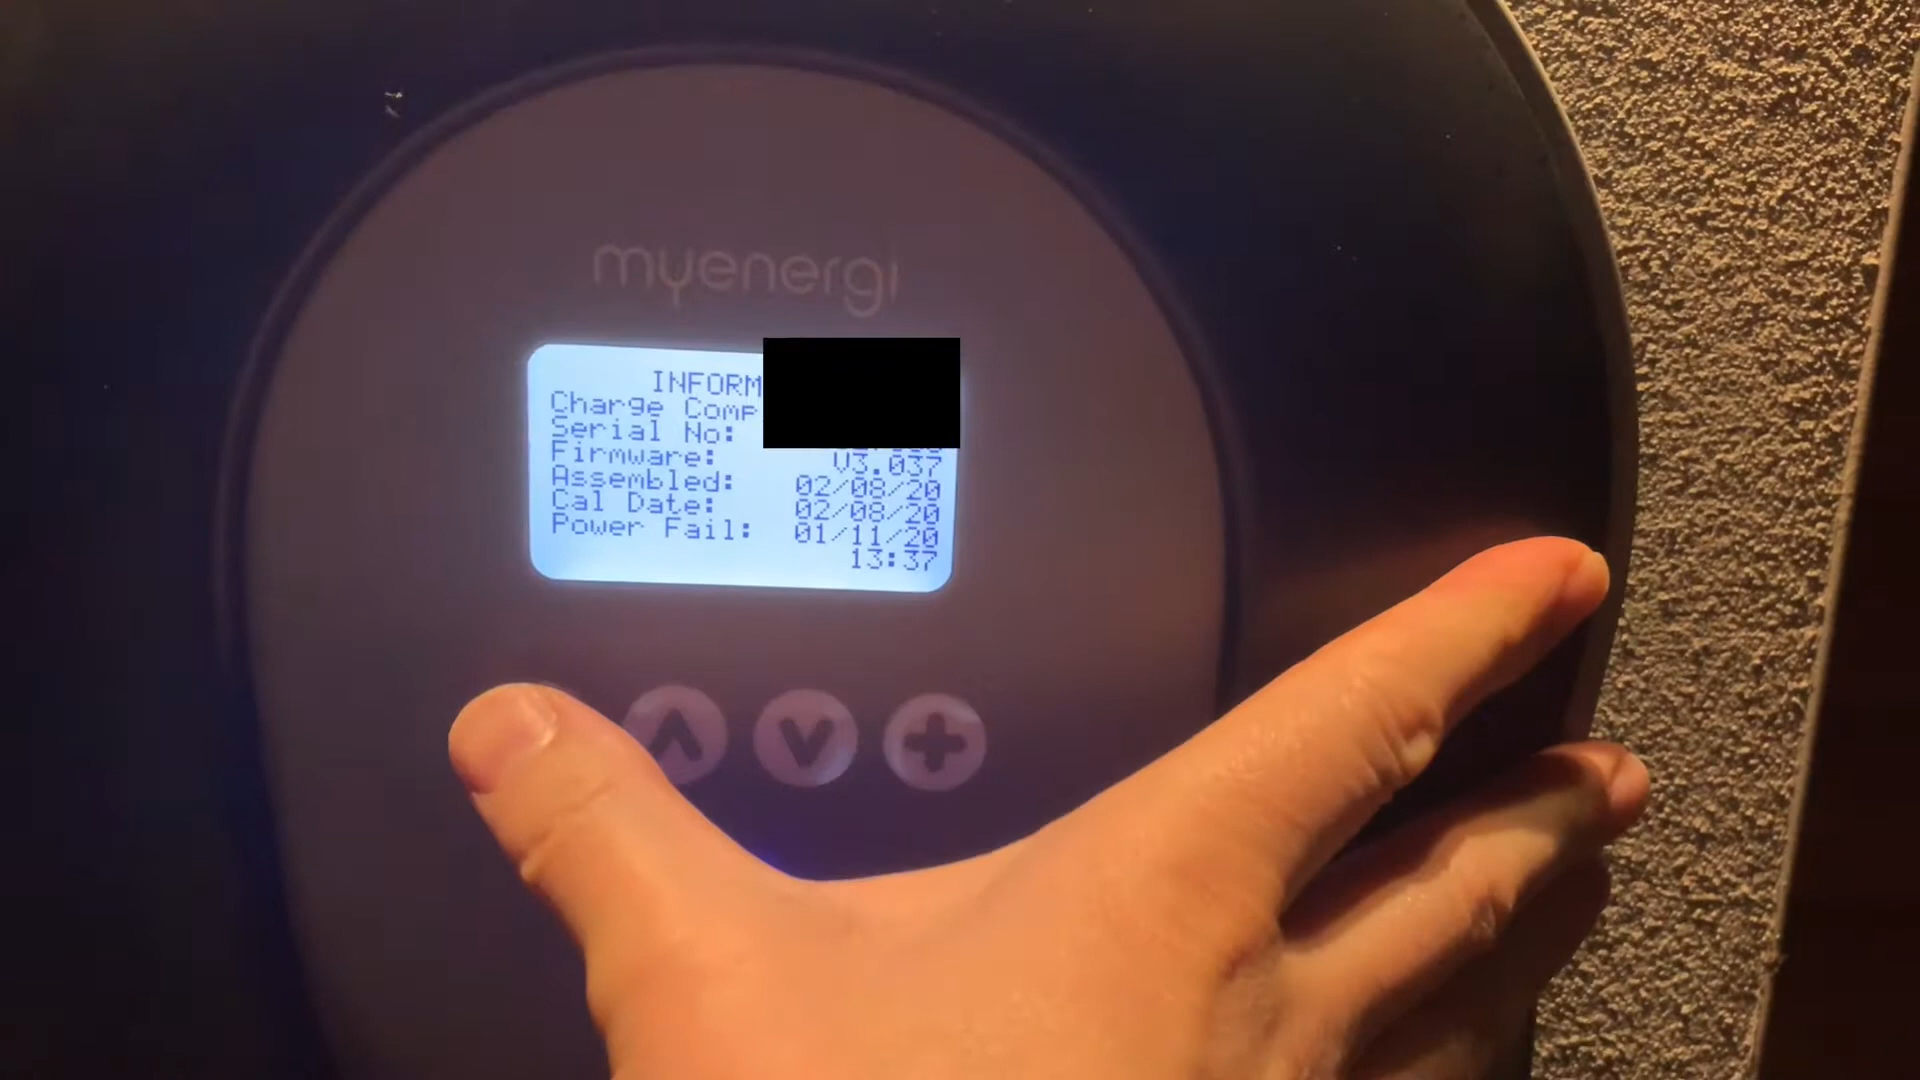 myenergi
INFORM
Charge Comp
Serial No:
Firmware: V3.037
Assembled: 02/08/20
Cal Date: 02/08/20
Power Fail: 01/11/20
13:37